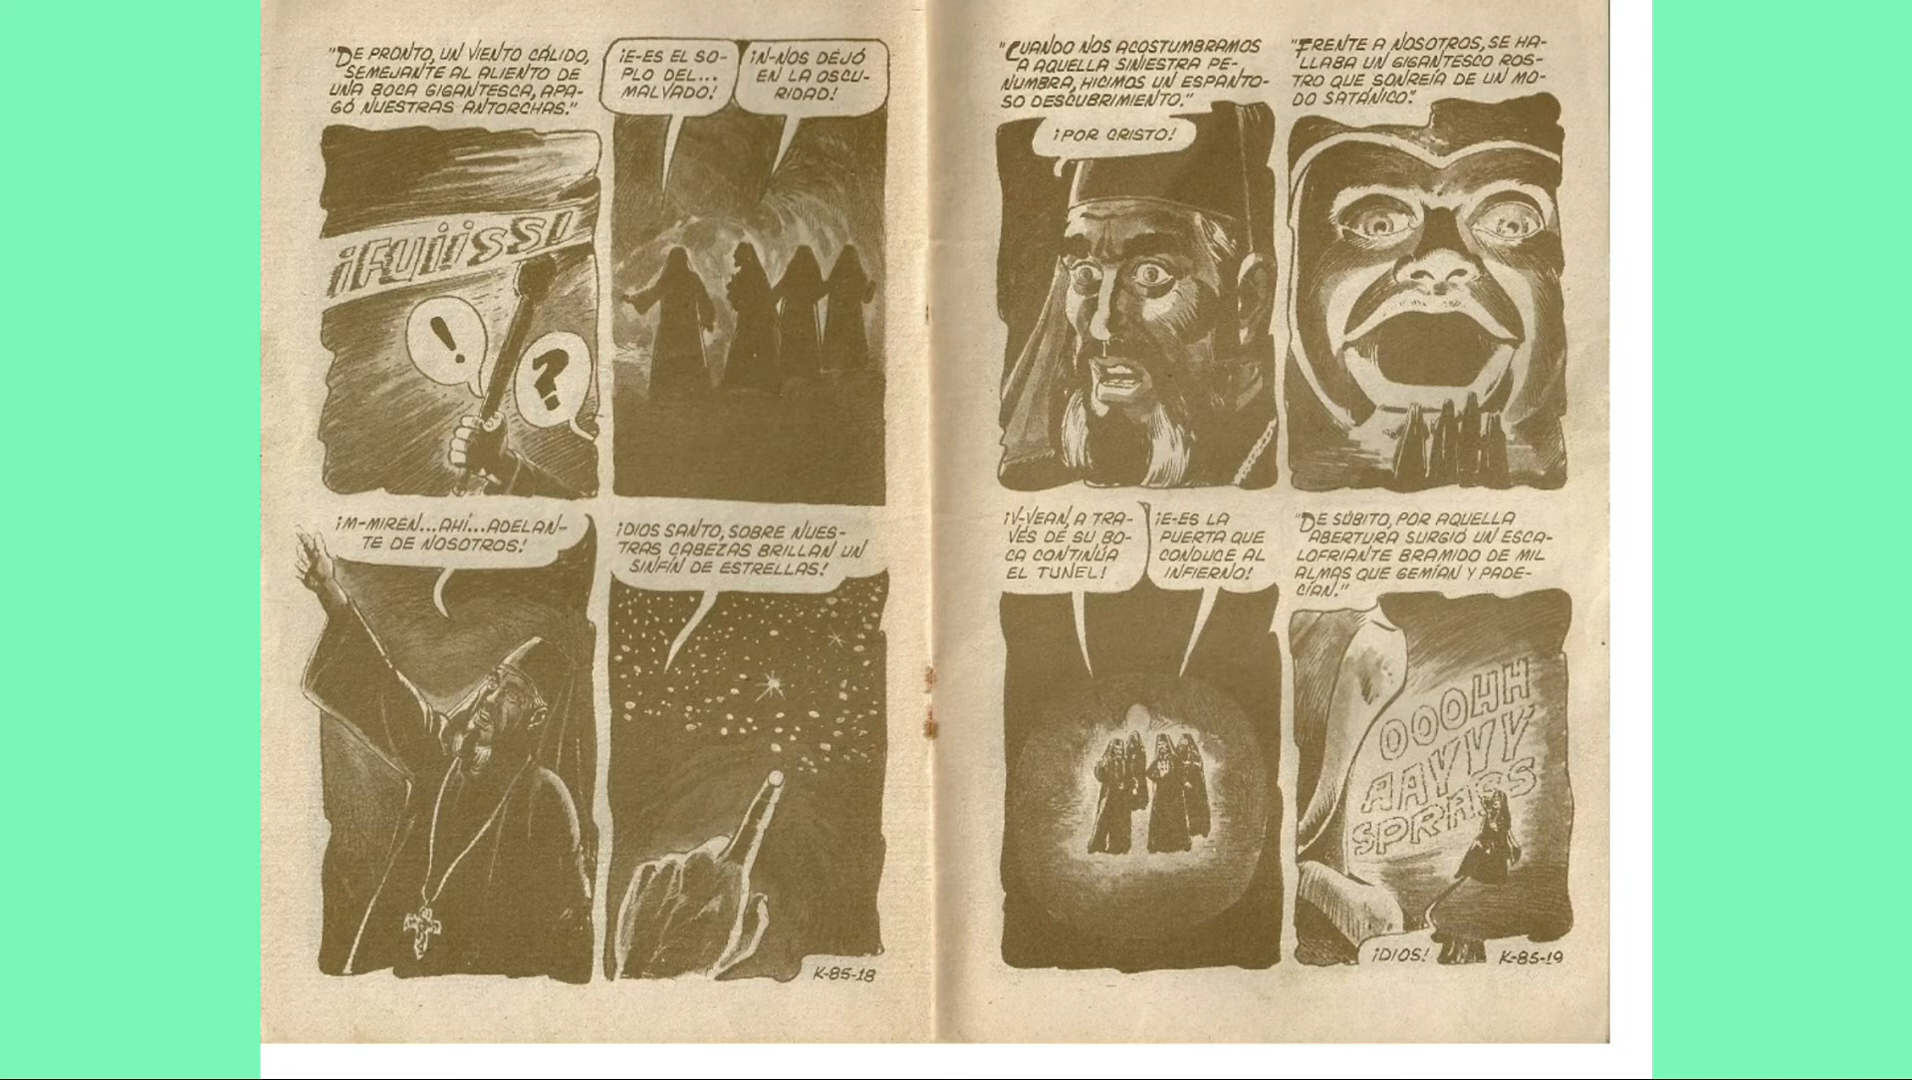 "DE PRONTO, UN VIENTO CÁLIDO,
SEMEJANTE AL ALIENTO DE
UNA BOCA GIGANTESCA, APA-
GÓ NUESTRAS ANTORCHAS."
¡FUIISS!
!
?
¡E-ES EL SO-
PLO DEL...
MALVADO!
¡N-NOS DEJÓ
EN LA OSCU-
RIDAD!
¡M-MIREN...AHÍ...ADELAN-
TE DE NOSOTROS!
¡DIOS SANTO, SOBRE NUES-
TRAS CABEZAS BRILLAN UN
SINFÍN DE ESTRELLAS!
K-85-18
"CUANDO NOS ACOSTUMBRAMOS
A AQUELLA SINIESTRA PE-
NUMBRA, HICIMOS UN ESPANTO-
SO DESCUBRIMIENTO."
¡POR CRISTO!
"FRENTE A NOSOTROS, SE HA-
LLABA UN GIGANTESCO ROS-
TRO QUE SONREÍA DE UN MO-
DO SATÁNICO".
¡V-VEAN, A TRA-
VÉS DE SU BO-
CA CONTINÚA
EL TUNEL!
¡E-ES LA
PUERTA QUE
CONDUCE AL
INFIERNO!
"DE SÚBITO, POR AQUELLA
ABERTURA SURGIÓ UN ESCA-
LOFRIANTE BRAMIDO DE MIL
ALMAS QUE GEMÍAN Y PADE-
CÍAN."
OOOHH
AAYYY
¡DIOS!
K-85-19